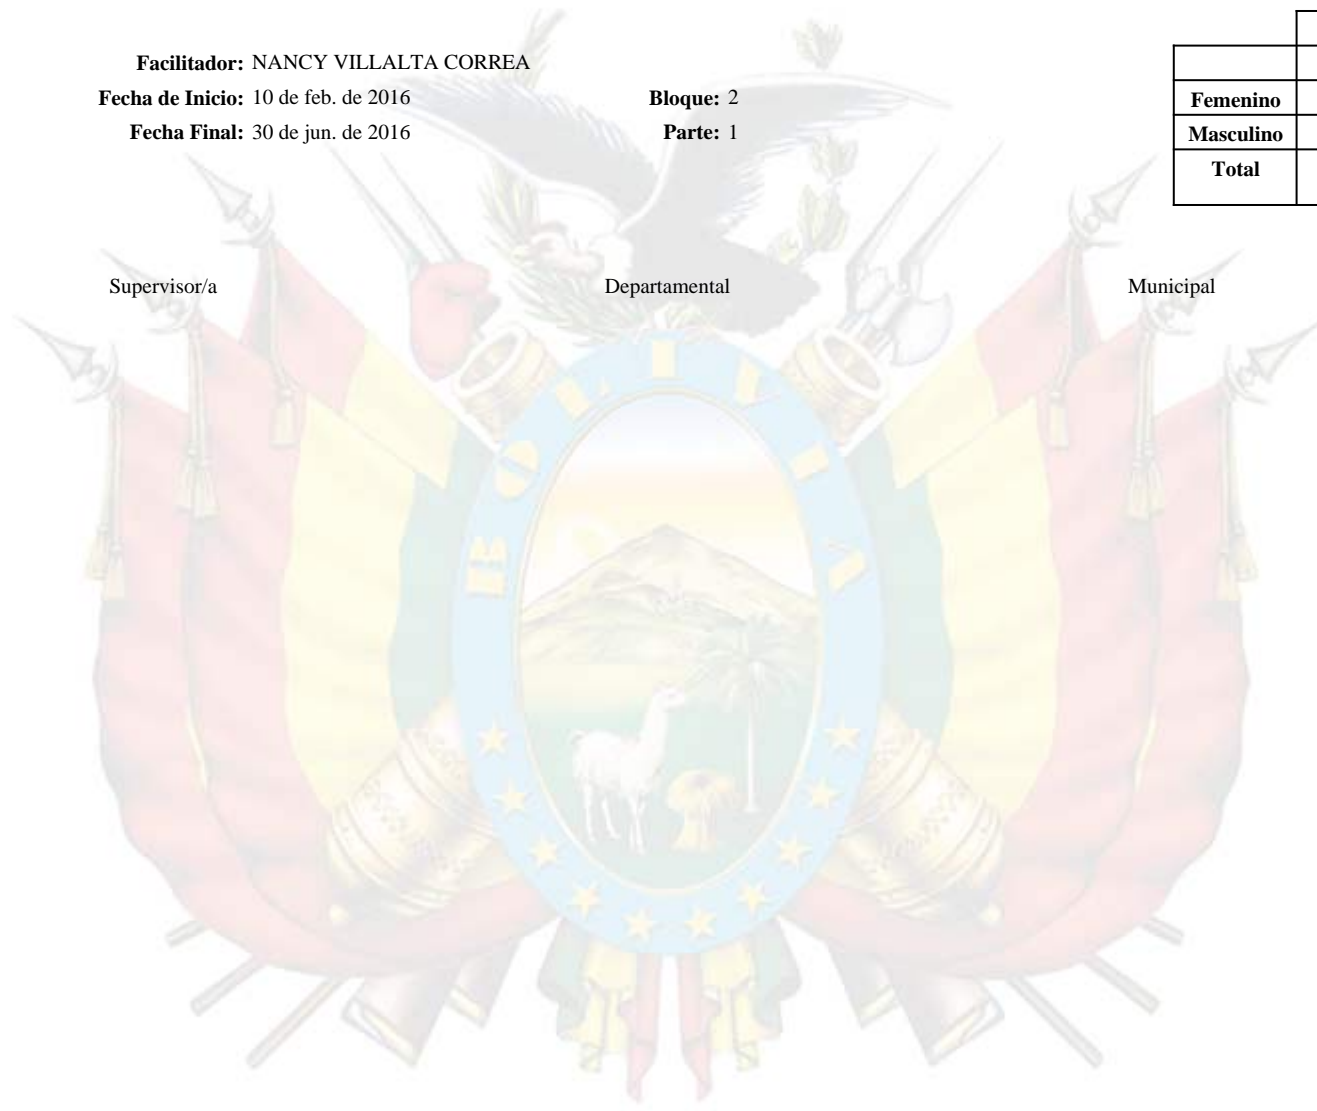 Facilitador: NANCY VILLALTA CORREA
Fecha de Inicio: 10 de feb. de 2016 Bloque: 2
Fecha Final: 30 de jun. de 2016 Parte: 1
Femenino
Masculino
Total
Supervisor/a Departamental Municipal
BOLIVIA